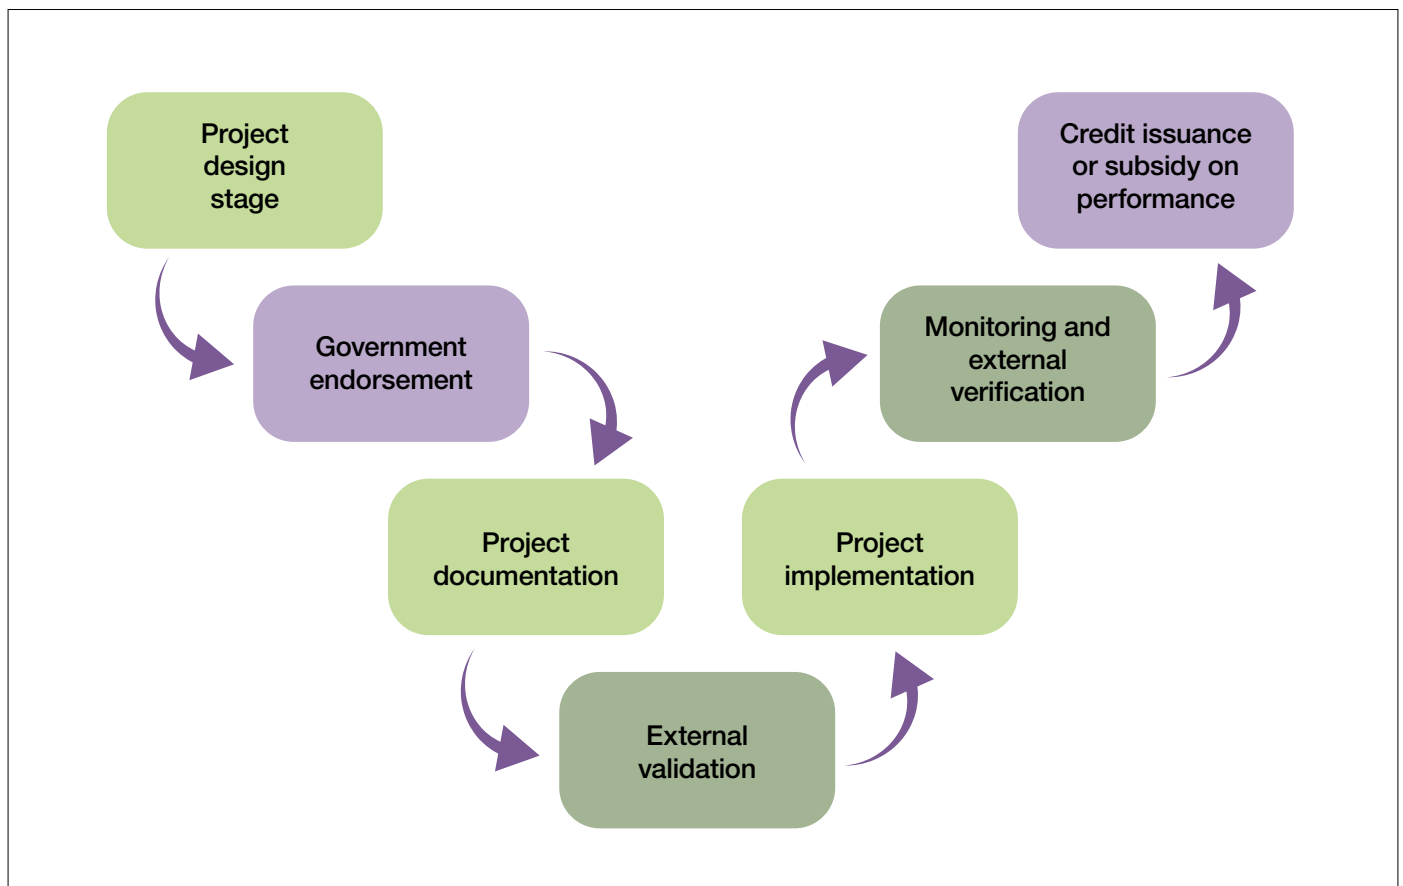 Project
design
stage
Government
endorsement
Project
documentation
External
validation
Project
implementation
Monitoring and
external
verification
Credit issuance
or subsidy on
performance